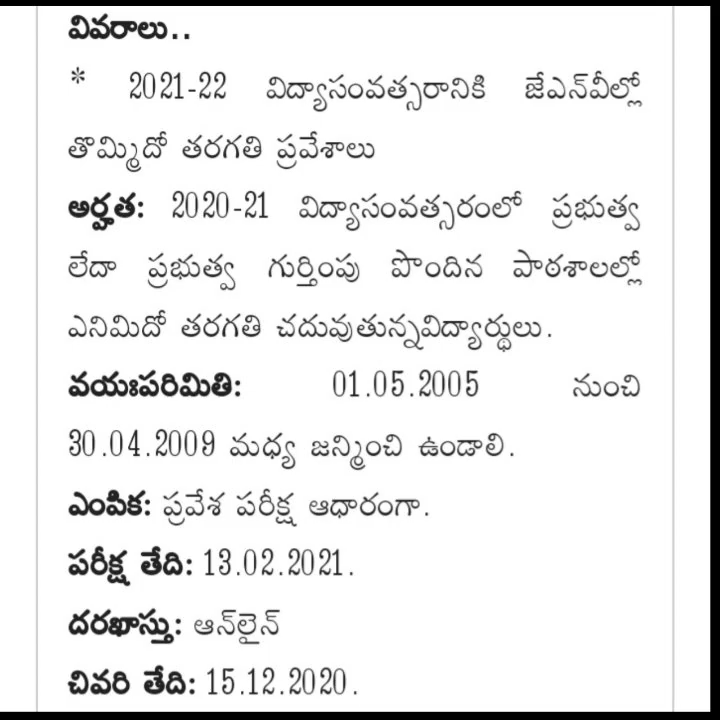 వివరాలు..
* 2021-22 విద్యాసంవత్సరానికి జేఎన్‌వీల్లో
తొమ్మిదో తరగతి ప్రవేశాలు
అర్హత: 2020-21 విద్యాసంవత్సరంలో ప్రభుత్వ
లేదా ప్రభుత్వ గుర్తింపు పొందిన పాఠశాలల్లో
ఎనిమిదో తరగతి చదువుతున్నవిద్యార్థులు.
వయఃపరిమితి: 01.05.2005 నుంచి
30.04.2009 మధ్య జన్మించి ఉండాలి.
ఎంపిక: ప్రవేశ పరీక్ష ఆధారంగా.
పరీక్ష తేది: 13.02.2021.
దరఖాస్తు: ఆన్‌లైన్
చివరి తేది: 15.12.2020.